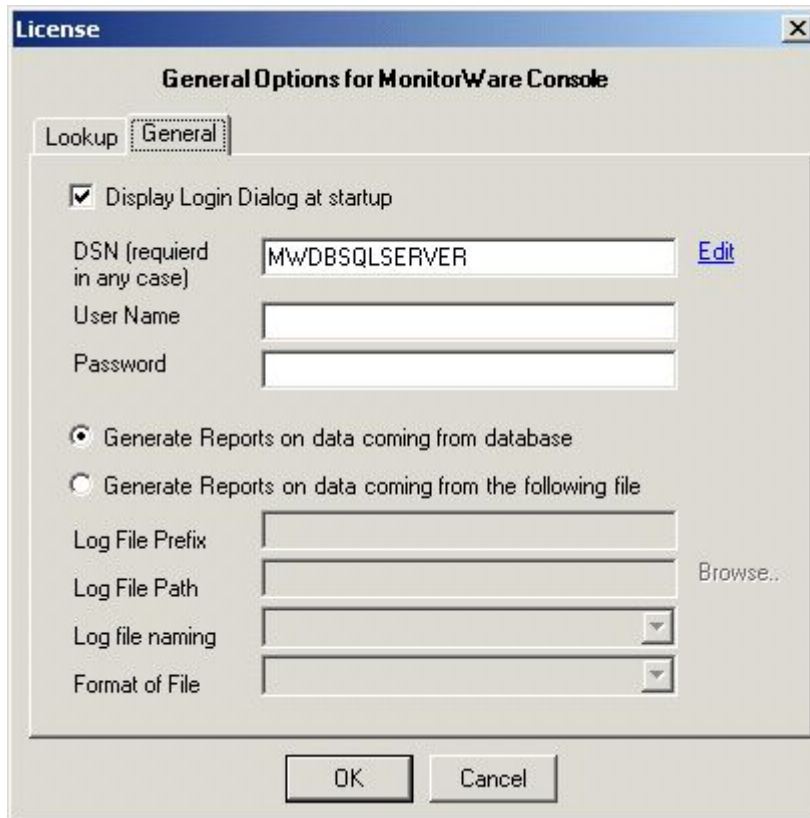 License
General Options for MonitorWare Console
Lookup General
Display Login Dialog at startup
DSN (requierd
in any case)
MWDBSQLSERVER
Edit
User Name
Password
Generate Reports on data coming from database
Generate Reports on data coming from the following file
Log File Prefix
Log File Path
Browse..
Log file naming
Format of File
OK Cancel